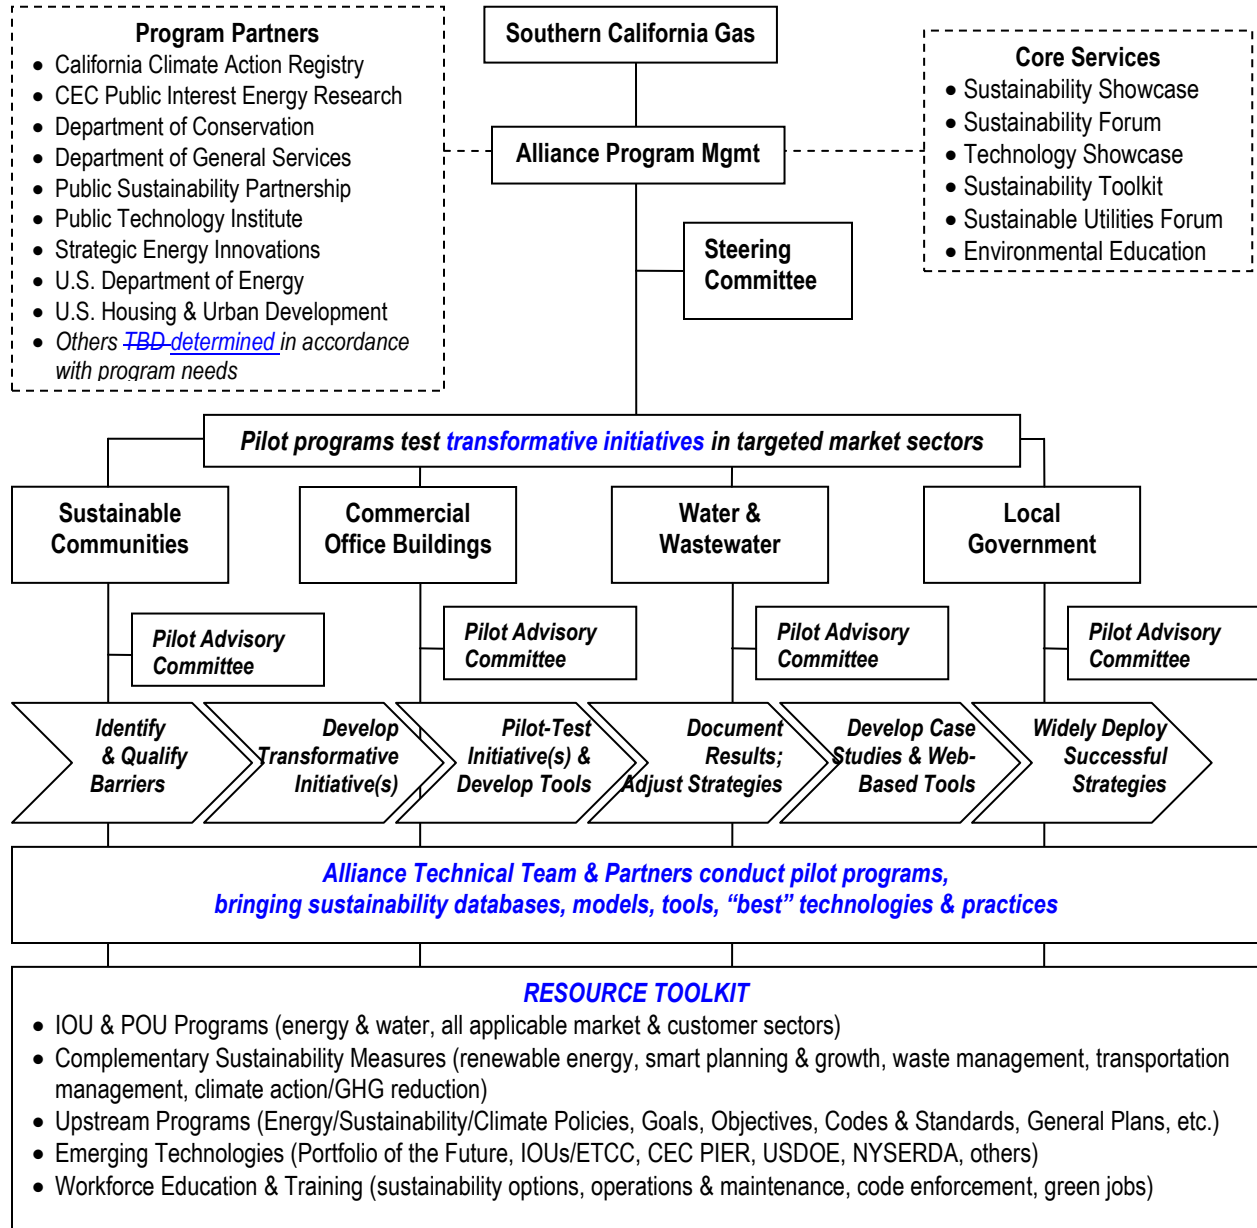 Program Partners
• California Climate Action Registry
• CEC Public Interest Energy Research
• Department of Conservation
• Department of General Services
• Public Sustainability Partnership
• Public Technology Institute
• Strategic Energy Innovations
• U.S. Department of Energy
• U.S. Housing & Urban Development
• Others TBD determined in accordance
with program needs
Southern California Gas
Alliance Program Mgmt
Steering
Committee
Core Services
• Sustainability Showcase
• Sustainability Forum
• Technology Showcase
• Sustainability Toolkit
• Sustainable Utilities Forum
• Environmental Education
Pilot programs test transformative initiatives in targeted market sectors
Sustainable
Communities
Commercial
Office Buildings
Water &
Wastewater
Local
Government
Pilot Advisory
Committee
Pilot Advisory
Committee
Pilot Advisory
Committee
Pilot Advisory
Committee
Identify
& Qualify
Barriers
Develop
Transformative
Initiative(s)
Pilot-Test
Initiative(s) &
Develop Tools
Document
Results;
Adjust Strategies
Develop Case
Studies & Web-
Based Tools
Widely Deploy
Successful
Strategies
Alliance Technical Team & Partners conduct pilot programs,
bringing sustainability databases, models, tools, “best” technologies & practices
RESOURCE TOOLKIT
• IOU & POU Programs (energy & water, all applicable market & customer sectors)
• Complementary Sustainability Measures (renewable energy, smart planning & growth, waste management, transportation
management, climate action/GHG reduction)
• Upstream Programs (Energy/Sustainability/Climate Policies, Goals, Objectives, Codes & Standards, General Plans, etc.)
• Emerging Technologies (Portfolio of the Future, IOUs/ETCC, CEC PIER, USDOE, NYSERDA, others)
• Workforce Education & Training (sustainability options, operations & maintenance, code enforcement, green jobs)